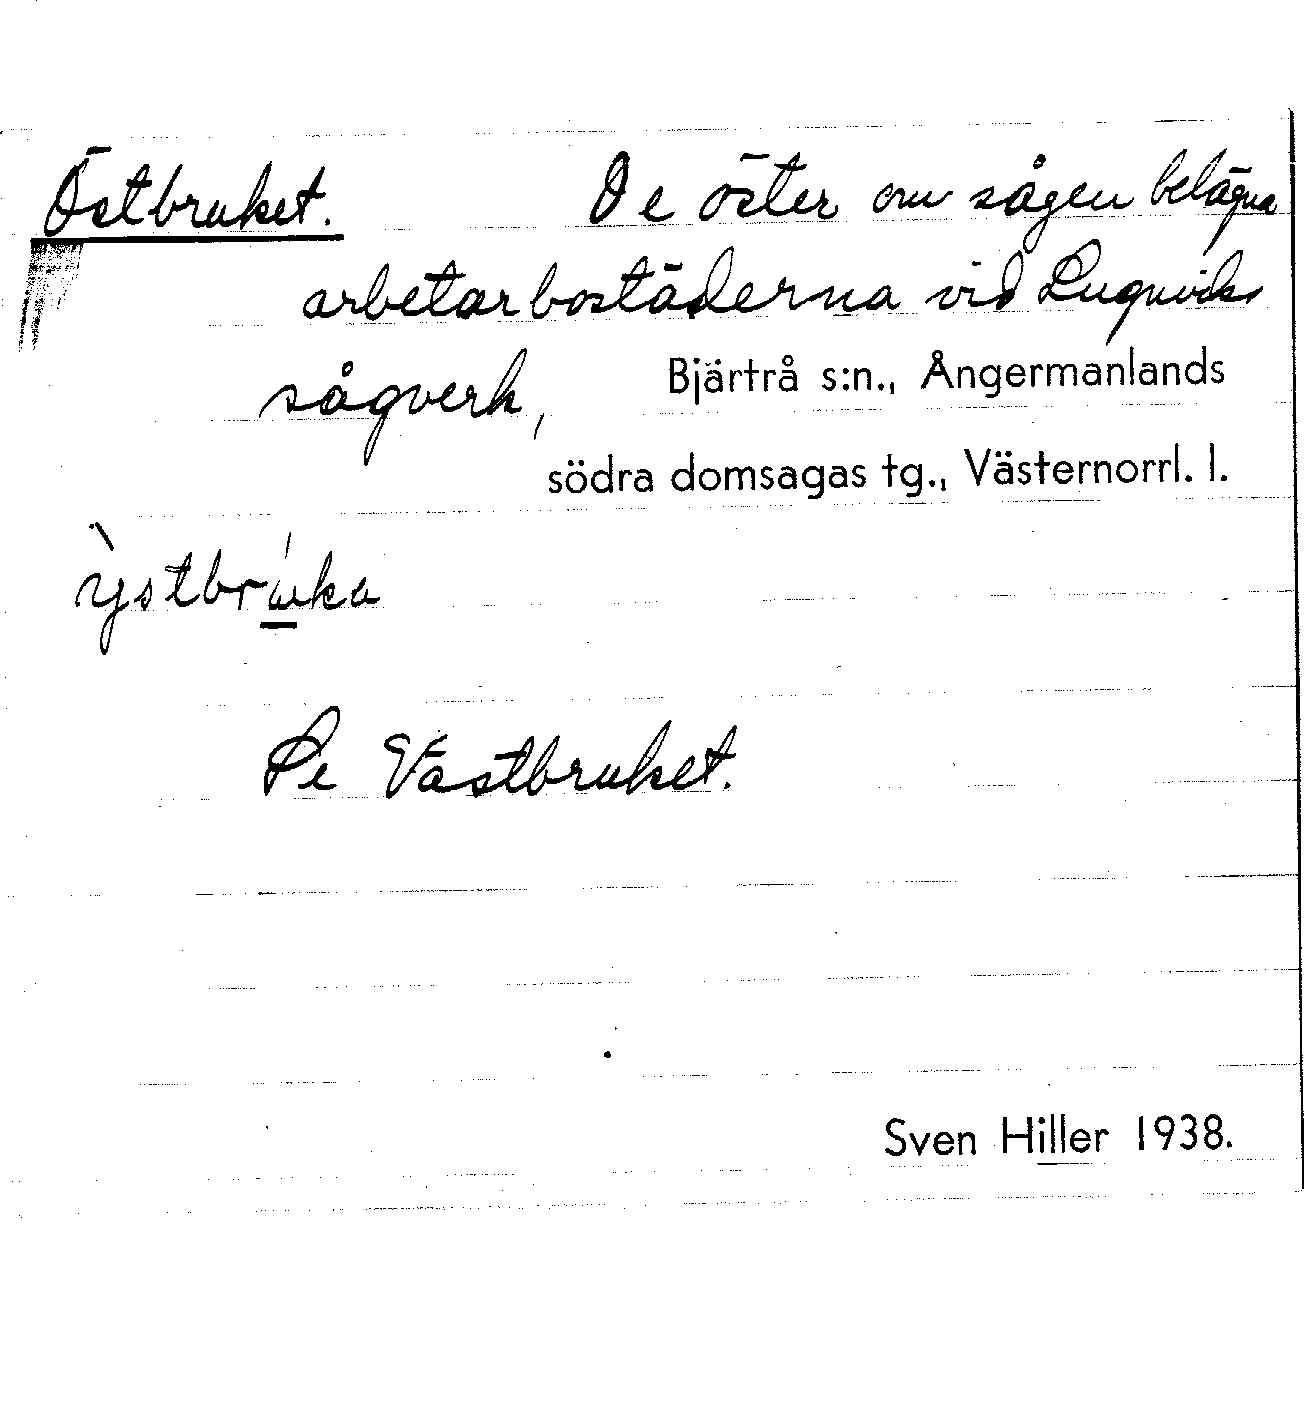 Östbruket. De öster om sågen belägna
arbetarbostäderna vid Lugnviks
sågverk, Bjärtrå s:n., Ångermanlands
södra domsagas tg., Västernorrl. l.
ỳstbrúka
Se Västbruket.
Sven Hiller 1938.